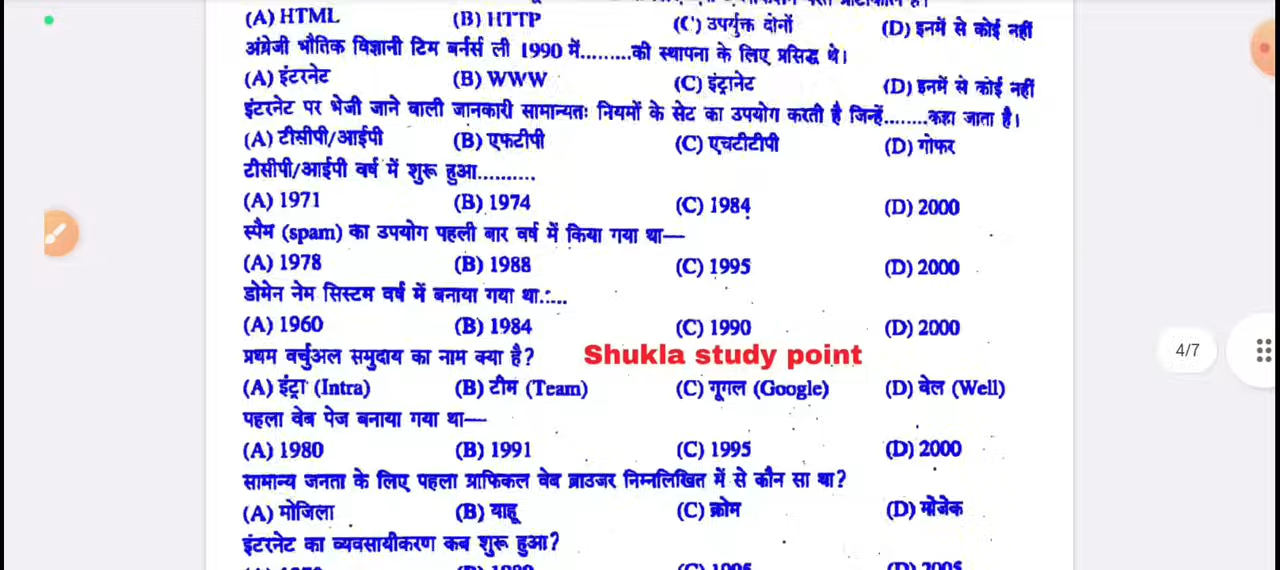 (A) HTML (B) HTTP (C) उपर्युक्त दोनों (D) इनमें से कोई नहीं
अंग्रेजी भौतिक विज्ञानी टिम बर्नर्स ली 1990 में.........की स्थापना के लिए प्रसिद्ध थे।
(A) इंटरनेट (B) WWW (C) इंट्रानेट (D) इनमें से कोई नहीं
इंटरनेट पर भेजी जाने वाली जानकारी सामान्यतः नियमों के सेट का उपयोग करती है जिन्हें........कहा जाता है।
(A) टीसीपी/आईपी (B) एफटीपी (C) एचटीटीपी (D) गोफर
टीसीपी/आईपी वर्ष में शुरू हुआ..........
(A) 1971 (B) 1974 (C) 1984 (D) 2000
स्पैम (spam) का उपयोग पहली बार वर्ष में किया गया था—
(A) 1978 (B) 1988 (C) 1995 (D) 2000
डोमेन नेम सिस्टम वर्ष में बनाया गया था.....
(A) 1960 (B) 1984 (C) 1990 (D) 2000
प्रथम वर्चुअल समुदाय का नाम क्या है? Shukla study point
4/7
(A) इंट्रा (Intra) (B) टीम (Team) (C) गूगल (Google) (D) वेल (Well)
पहला वेब पेज बनाया गया था—
(A) 1980 (B) 1991 (C) 1995 (D) 2000
सामान्य जनता के लिए पहला ग्राफिकल वेब ब्राउजर निम्नलिखित में से कौन सा था?
(A) मोजिला (B) याहू (C) क्रोम (D) मोजेक
इंटरनेट का व्यवसायीकरण कब शुरू हुआ?